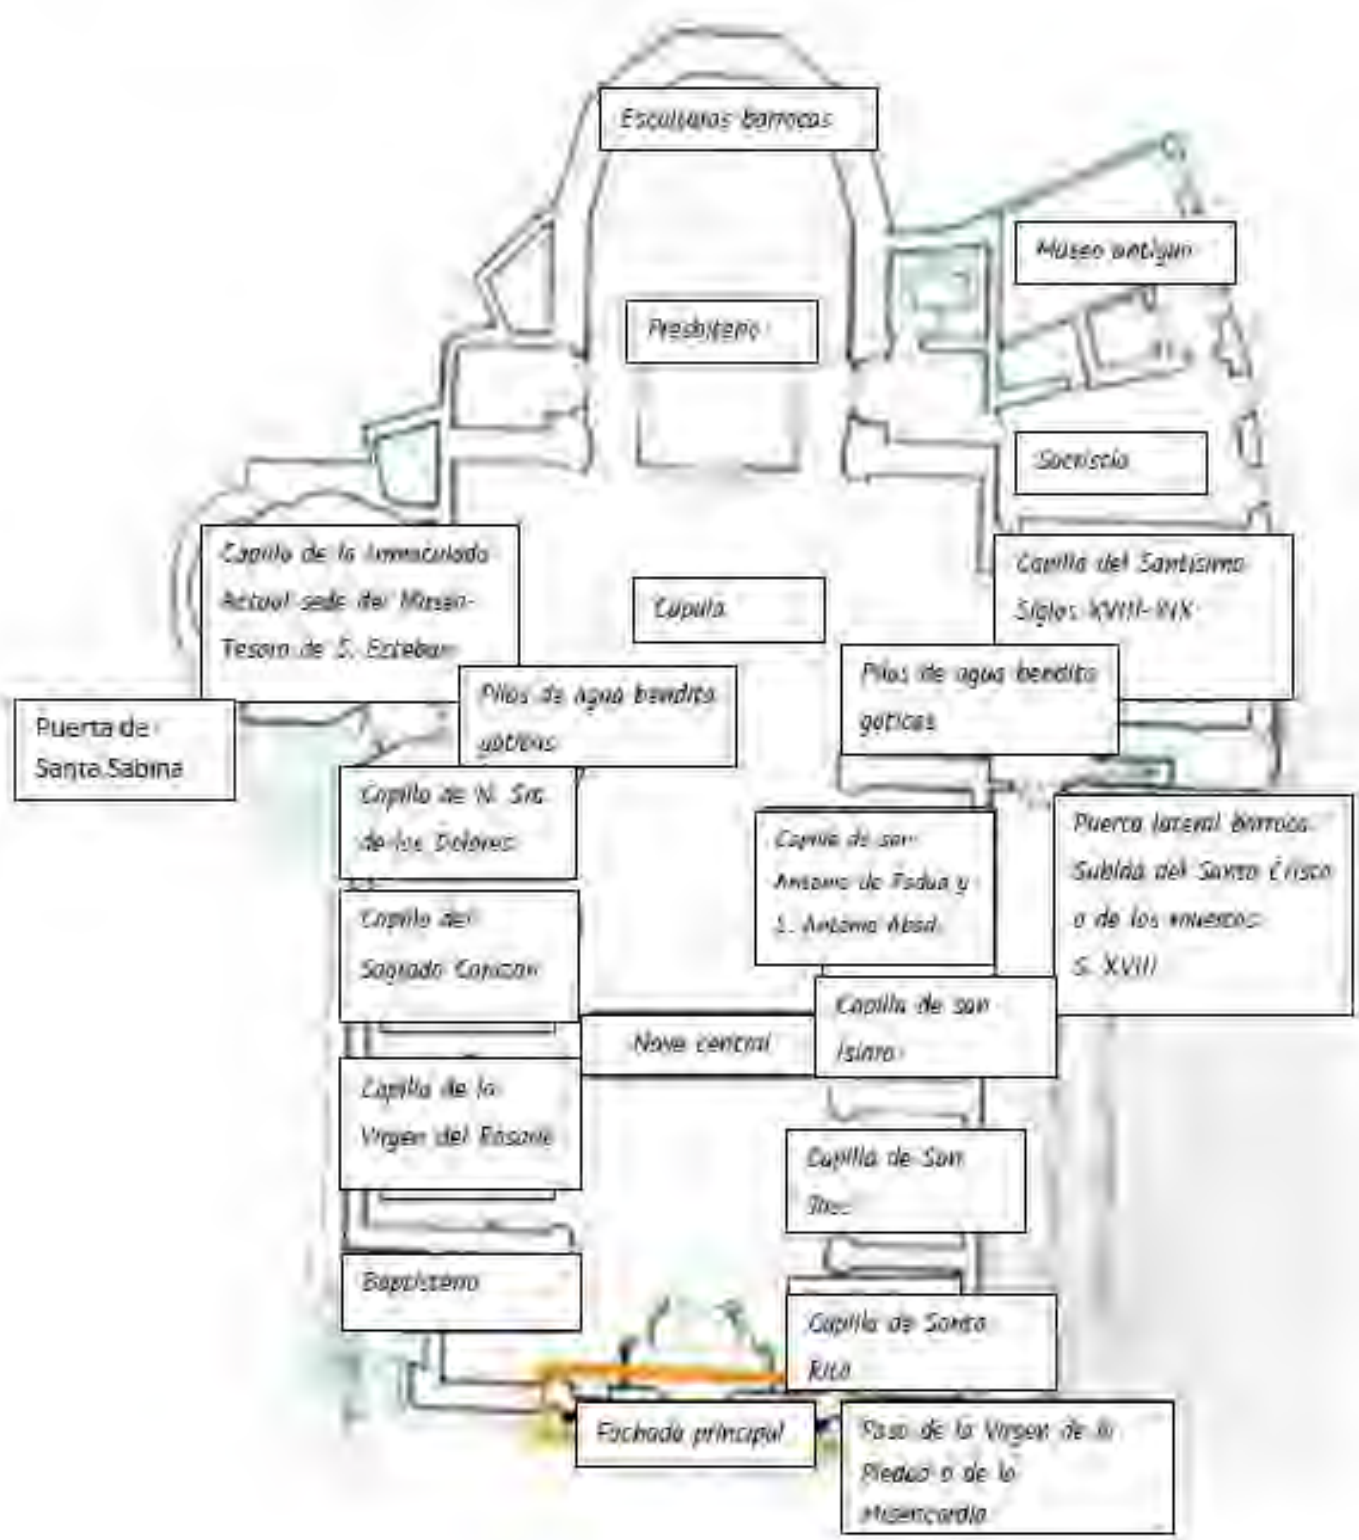 Esculturas barrocas
Museo antiguo
Presbiterio
Sacristía
Capilla de la Inmaculada
Actual sede del Museo-
Tesoro de S. Esteban
Capilla del Santísimo
Siglos XVIII-XIX
Cúpula
Pilas de agua bendita
góticas
Pilas de agua bendita
góticas
Puerta de
Santa Sabina
Capilla de N. Sra.
de los Dolores
Capilla de san
Antonio de Padua y
S. Antonio Abad
Puerta lateral Barroca.
Subida del Santo Cristo
o de los muertos.
S. XVIII
Capilla del
Sagrado Corazón
Nave central
Capilla de san
Isidro
Capilla de la
Virgen del Rosario
Capilla de San
Baptisterio
Capilla de Santa
Rita
Fachada principal
Paso de la Virgen de la
Piedad o de la
Misericordia